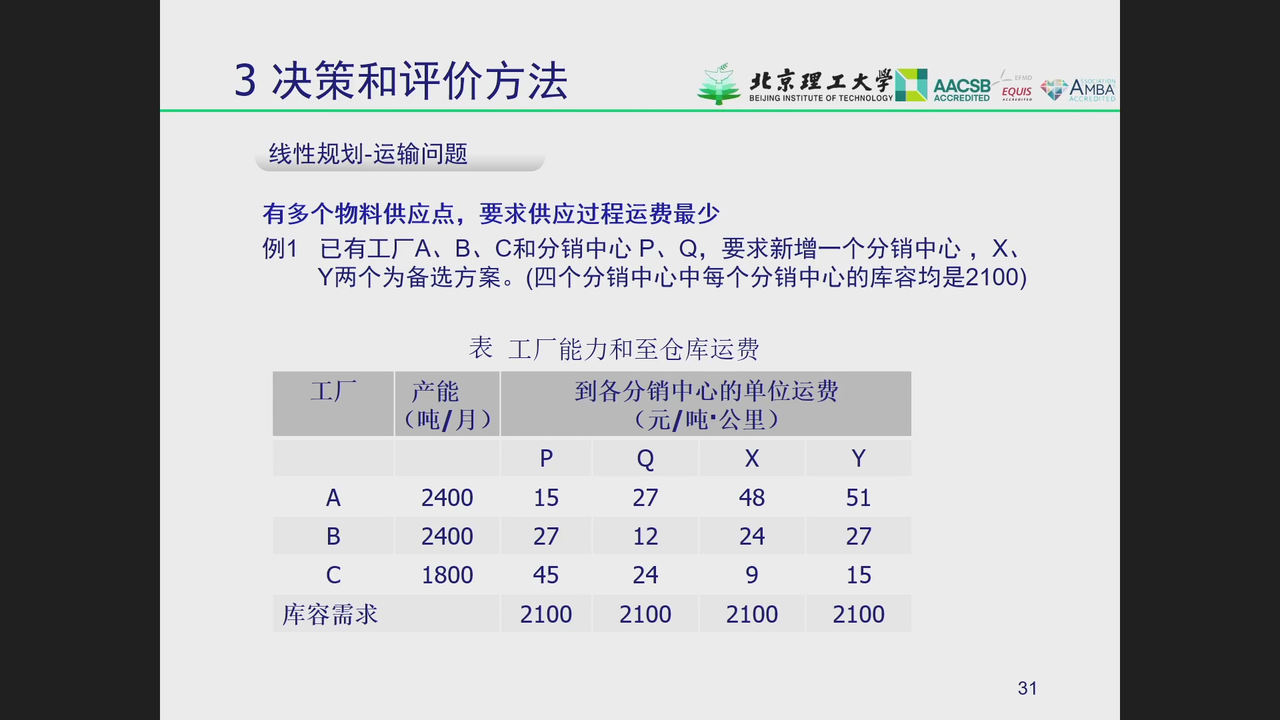 3 决策和评价方法
北京理工大学
BEIJING INSTITUTE OF TECHNOLOGY
AACSB
ACCREDITED
EFMD
EQUIS
ACCREDITED
ASSOCIATION
AMBA
ACCREDITED
线性规划-运输问题
有多个物料供应点，要求供应过程运费最少
例1 已有工厂A、B、C和分销中心 P、Q，要求新增一个分销中心 ，X、
Y两个为备选方案。(四个分销中心中每个分销中心的库容均是2100)
表 工厂能力和至仓库运费
工厂 产能 到各分销中心的单位运费
（吨/月） （元/吨·公里）
P Q X Y
A 2400 15 27 48 51
B 2400 27 12 24 27
C 1800 45 24 9 15
库容需求 2100 2100 2100 2100
31